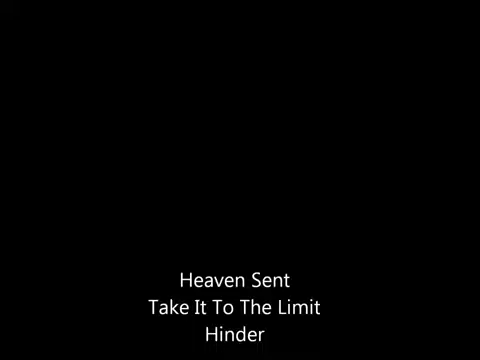 Heaven Sent
Take It To The Limit
Hinder